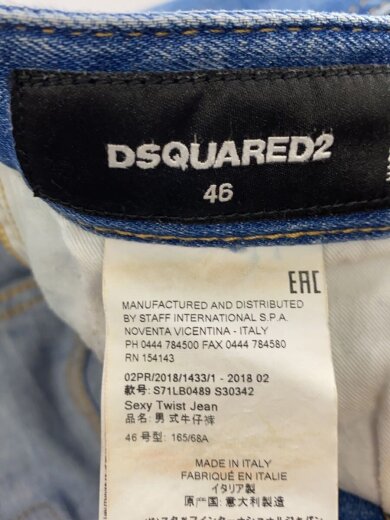 DSQUARED2
46
EAC
MANUFACTURED AND DISTRIBUTED
BY STAFF INTERNATIONAL S.P.A.
NOVENTA VICENTINA - ITALY
PH 0444 784500 FAX 0444 784580
RN 154143
02PR/2018/1433/1 - 2018 02
款号: S71LB0489 S30342
Sexy Twist Jean
品名: 男式牛仔裤
46 号型: 165/68A
MADE IN ITALY
FABRIQUÉ EN ITALIE
イタリア製
原产国: 意大利制造